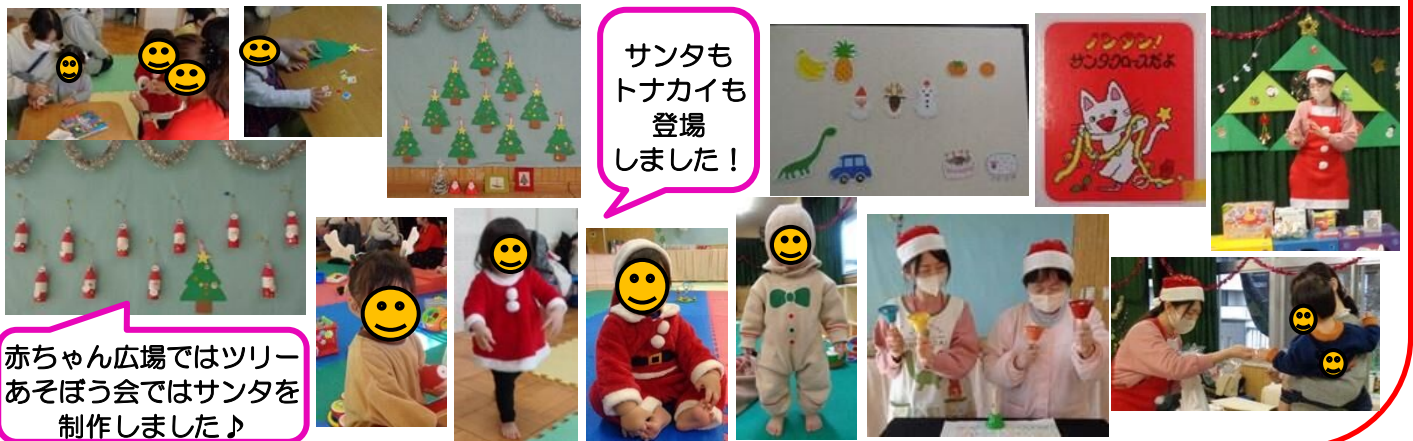 サンタも
トナカイも
登場
しました！
ノンタン！
サンタクロースだよ
赤ちゃん広場ではツリー
あそぼう会ではサンタを
制作しました♪